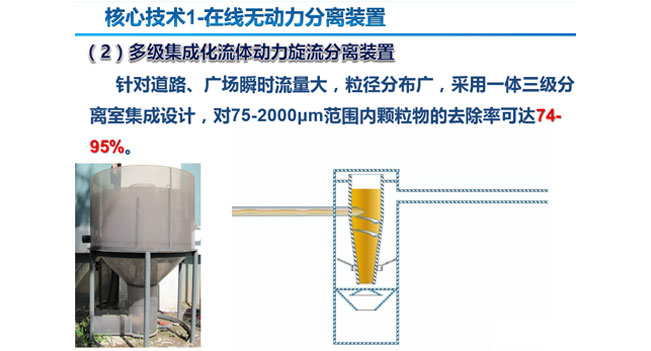 核心技术1-在线无动力分离装置
（2）多级集成化流体动力旋流分离装置
针对道路、广场瞬时流量大，粒径分布广，采用一体三级分
离室集成设计，对75-2000μm范围内颗粒物的去除率可达74-
95%。